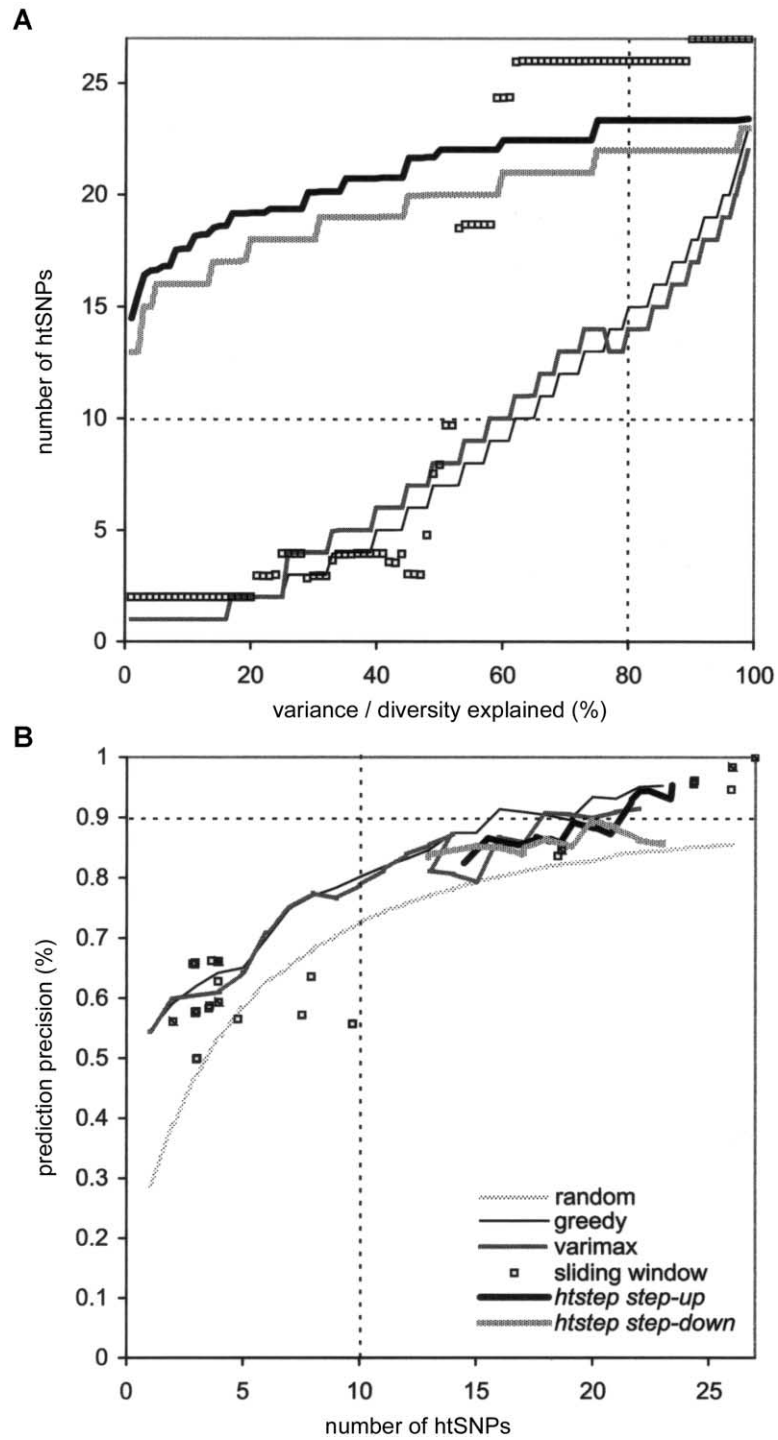 A
25
20
15
10
5
0
number of htSNPs
0 20 40 60 80 100
variance / diversity explained (%)
B
1
0.9
0.8
0.7
0.6
0.5
0.4
0.3
0.2
0.1
0
prediction precision (%)
random
greedy
varimax
sliding window
htstep step-up
htstep step-down
0 5 10 15 20 25
number of htSNPs